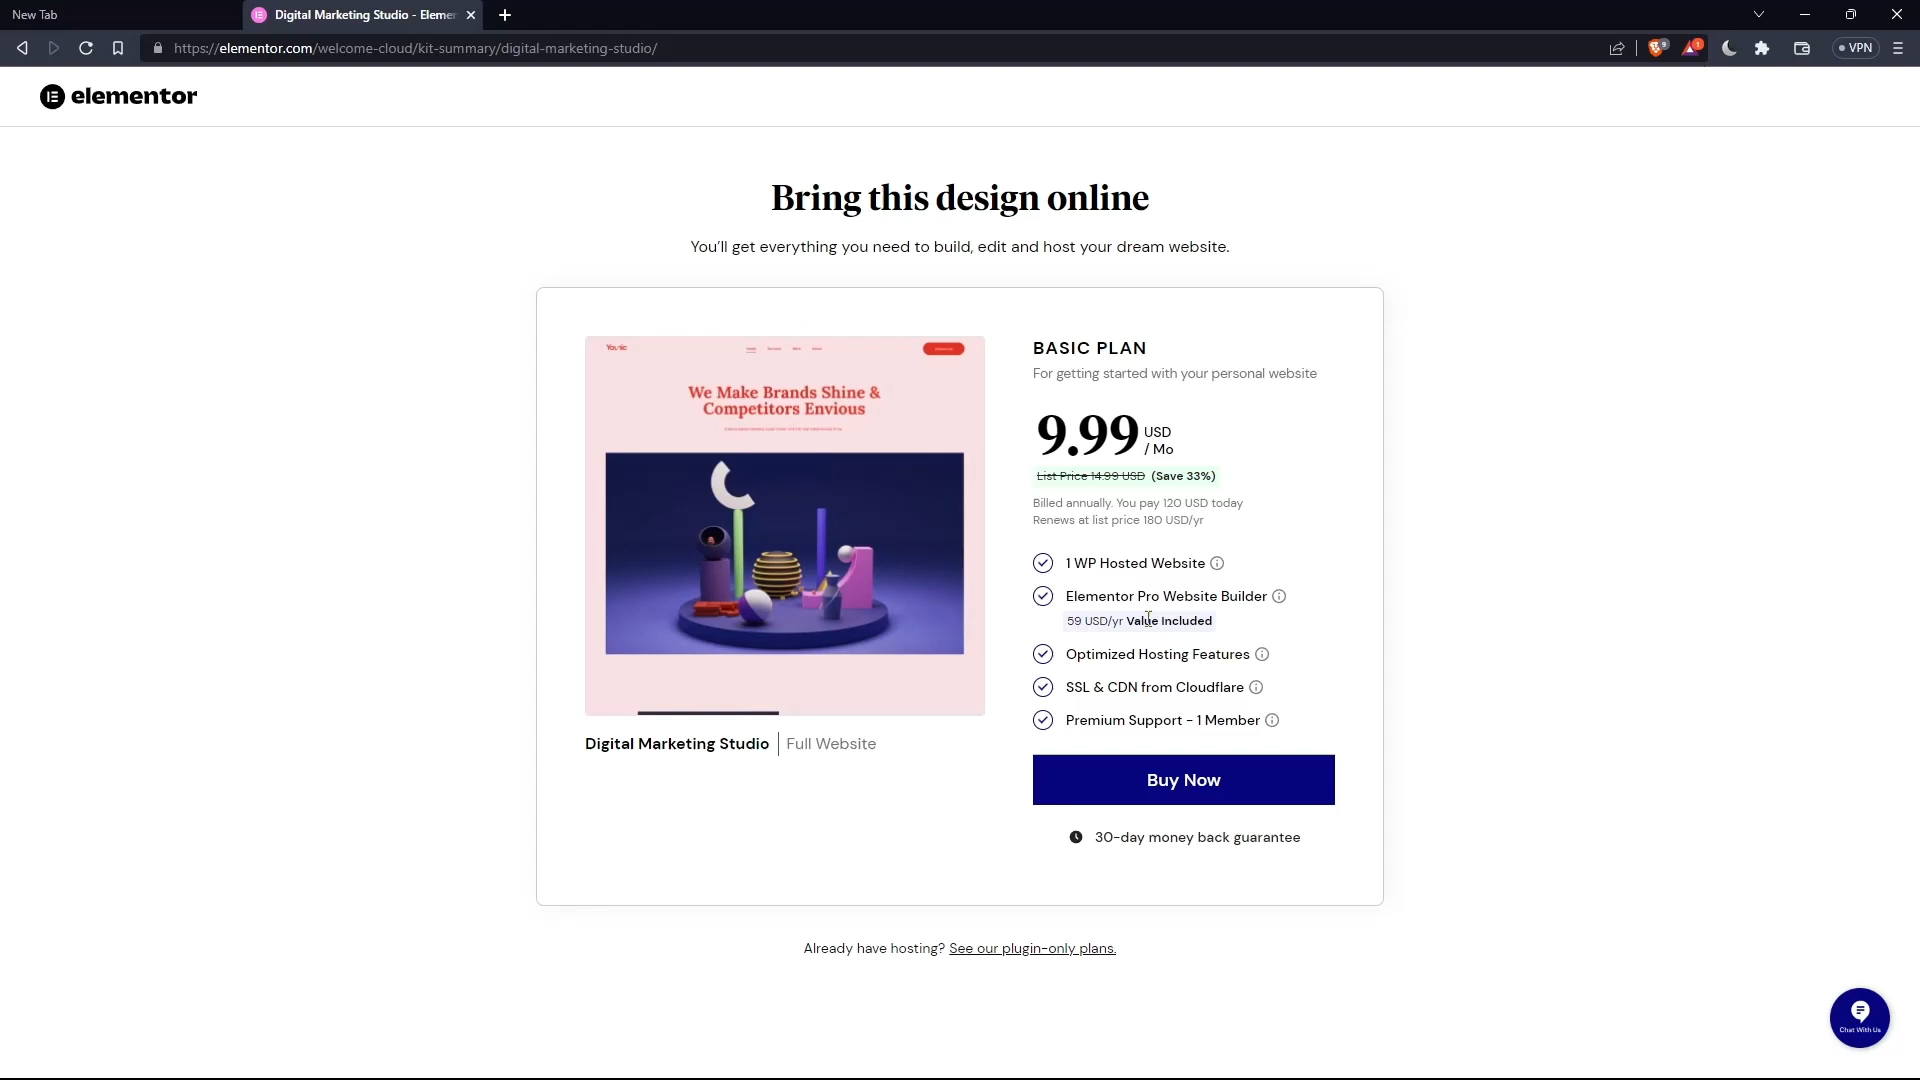 New Tab
Digital Marketing Studio - Elemen
https://elementor.com/welcome-cloud/kit-summary/digital-marketing-studio/
9
1
VPN
elementor
Bring this design online
You'll get everything you need to build, edit and host your dream website.
We Make Brands Shine &
Competitors Envious
Digital Marketing Studio | Full Website
BASIC PLAN
For getting started with your personal website
9.99 USD
/ Mo
List Price 14.99 USD (Save 33%)
Billed annually. You pay 120 USD today
Renews at list price 180 USD/yr
1 WP Hosted Website
Elementor Pro Website Builder
59 USD/yr Value Included
Optimized Hosting Features
SSL & CDN from Cloudflare
Premium Support - 1 Member
Buy Now
30-day money back guarantee
Already have hosting? See our plugin-only plans.
Chat With Us